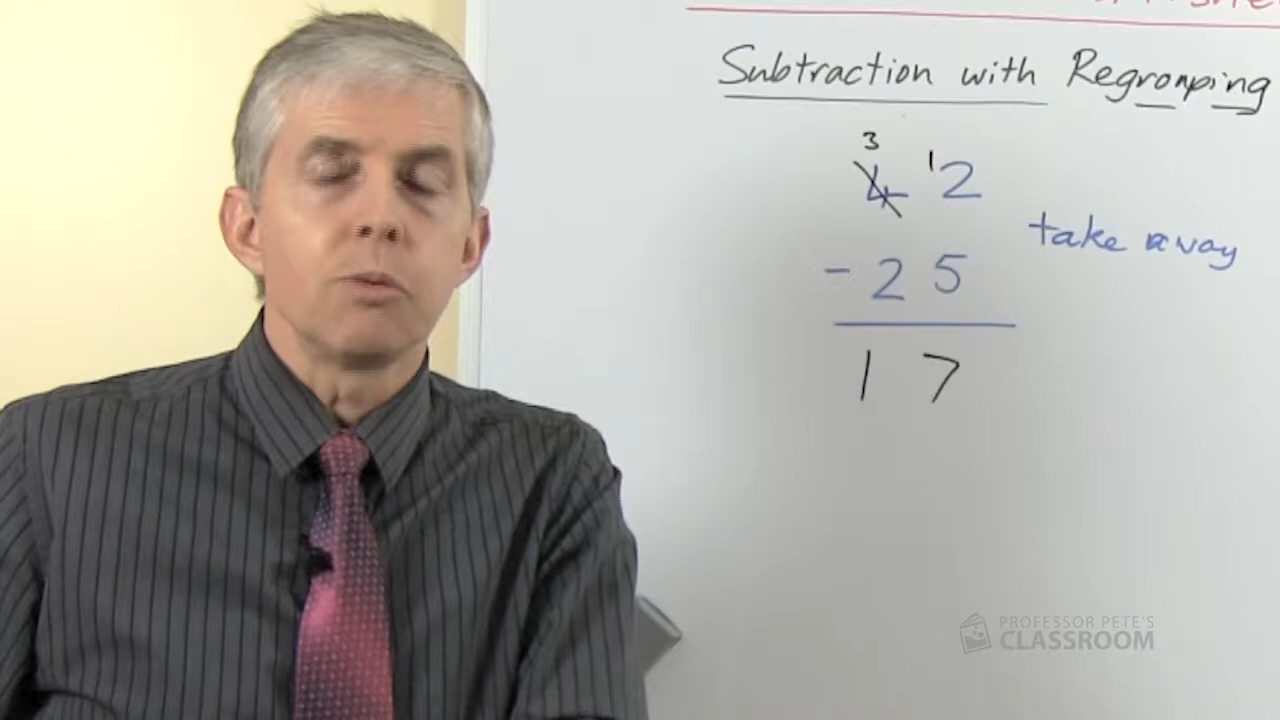 Subtraction with Regrouping
3
4 12
take away
- 2 5
1 7
PROFESSOR PETE'S
CLASSROOM